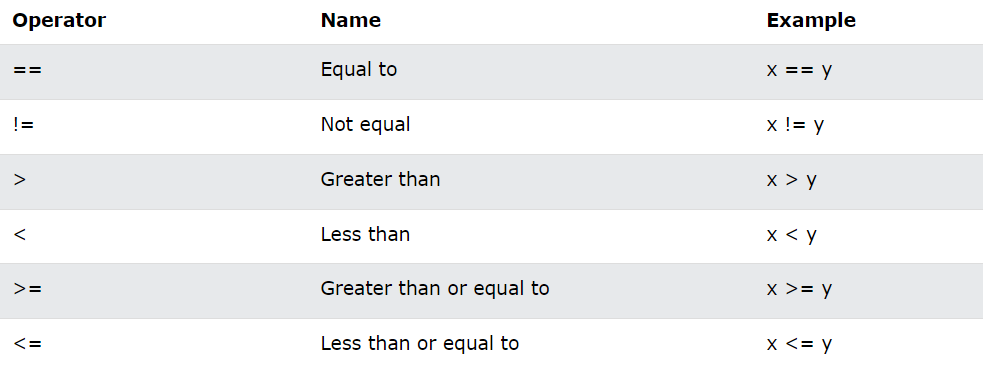 Operator Name Example
== Equal to x == y
!= Not equal x != y
> Greater than x > y
< Less than x < y
>= Greater than or equal to x >= y
<= Less than or equal to x <= y